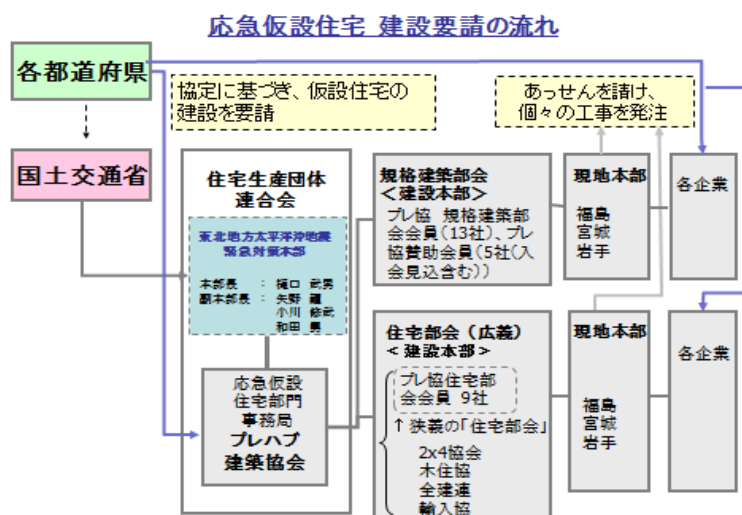 応急仮設住宅 建設要請の流れ
各都道府県
協定に基づき、仮設住宅の
建設を要請
あっせんを請け、
個々の工事を発注
国土交通省
住宅生産団体
連合会
東北地方太平洋沖地震
緊急対策本部
本部長 : 樋口 武男
副本部長 : 矢野 龍
小川 修武
和田 勇
応急仮設
住宅部門
事務局
プレハブ
建築協会
規格建築部会
<建設本部>
プレ協 規格建築部
会会員(13社)、プレ
協賛助会員(5社(入
会見込含む))
現地本部
福島
宮城
岩手
各企業
住宅部会(広義)
<建設本部>
プレ協住宅部
会会員 9社
↑狭義の「住宅部会」
2x4協会
木住協
全建連
輸入協
現地本部
福島
宮城
岩手
各企業